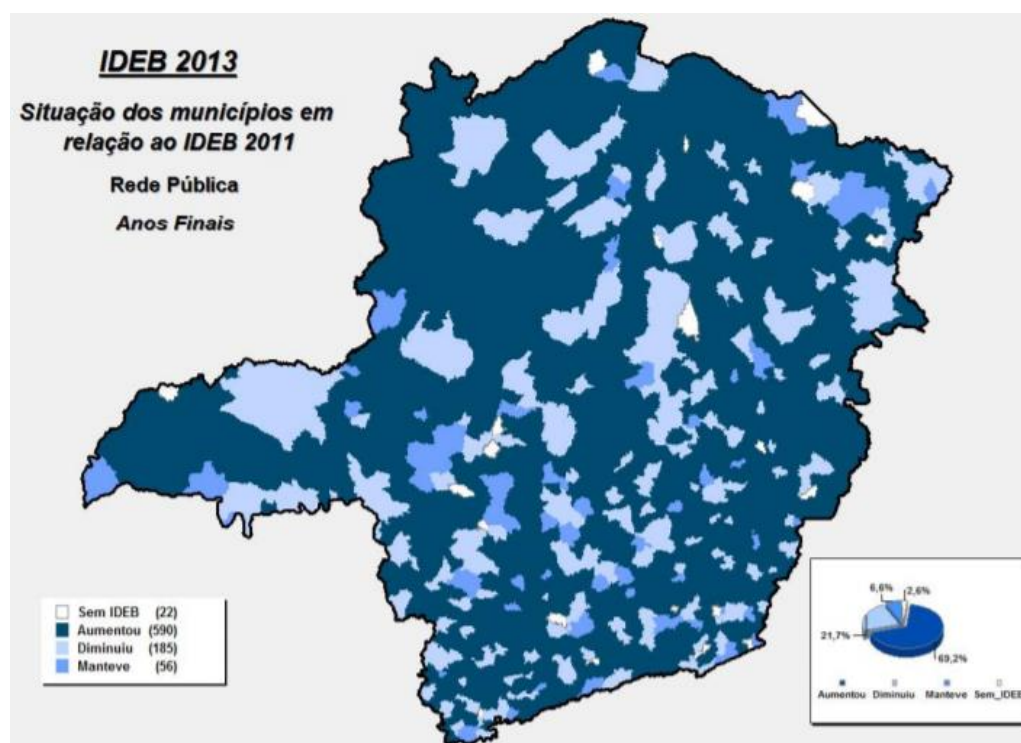 IDEB 2013
Situação dos municípios em
relação ao IDEB 2011
Rede Pública
Anos Finais
Sem IDEB (22)
Aumentou (590)
Diminuiu (185)
Manteve (56)
6,6%
2,6%
21,7%
69,2%
Aumentou Diminuiu Manteve Sem_IDEB